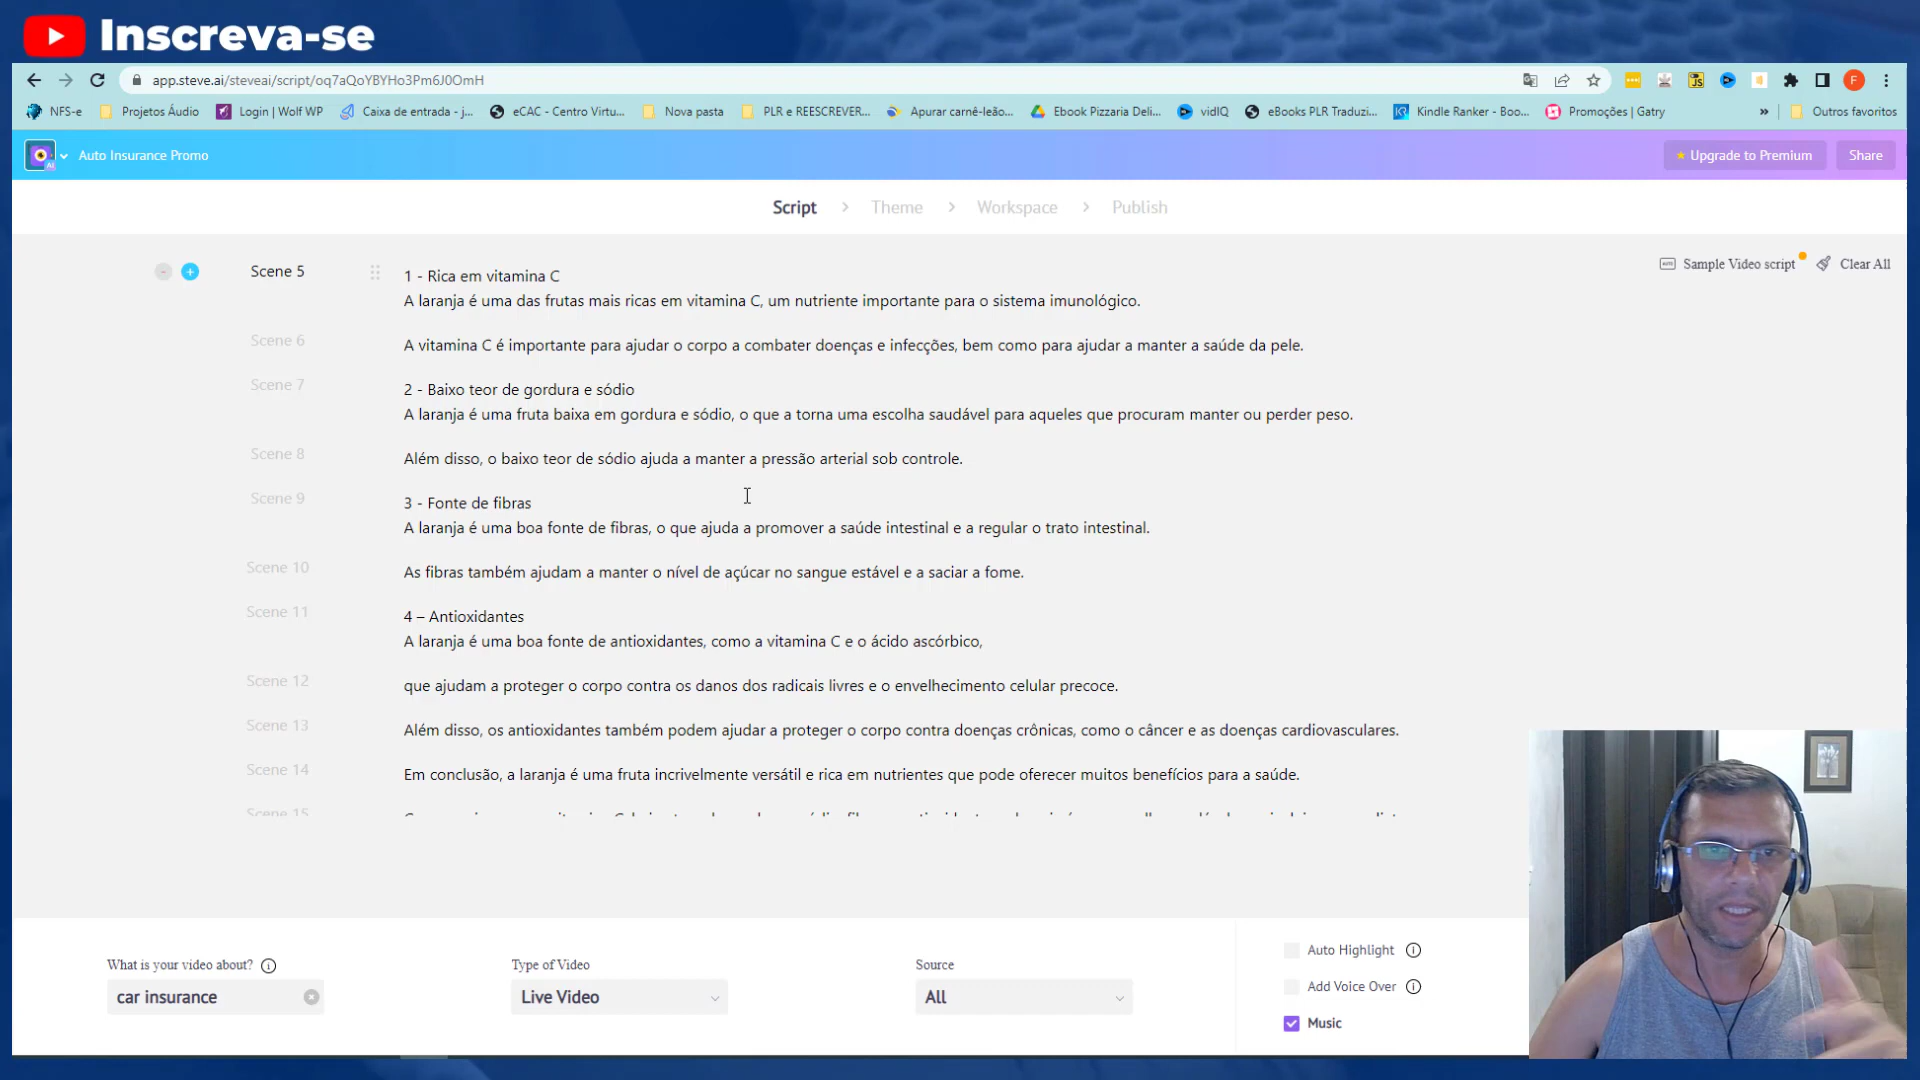 Inscreva-se
app.steve.ai/steveai/script/oq7aQoYBYHo3Pm6J0OmH
NFS-e
Projetos Áudio
Login | Wolf WP
Caixa de entrada - j...
eCAC - Centro Virtu...
Nova pasta
PLR e REESCREVER...
Apurar carnê-leão...
Ebook Pizzaria Deli...
vidIQ
eBooks PLR Traduzi...
Kindle Ranker - Boo...
Promoções | Gatry
»
Outros favoritos
Auto Insurance Promo
Upgrade to Premium
Share
Script > Theme > Workspace > Publish
Sample Video script
Clear All
Scene 5
1 - Rica em vitamina C
A laranja é uma das frutas mais ricas em vitamina C, um nutriente importante para o sistema imunológico.
Scene 6
A vitamina C é importante para ajudar o corpo a combater doenças e infecções, bem como para ajudar a manter a saúde da pele.
Scene 7
2 - Baixo teor de gordura e sódio
A laranja é uma fruta baixa em gordura e sódio, o que a torna uma escolha saudável para aqueles que procuram manter ou perder peso.
Scene 8
Além disso, o baixo teor de sódio ajuda a manter a pressão arterial sob controle.
Scene 9
3 - Fonte de fibras
A laranja é uma boa fonte de fibras, o que ajuda a promover a saúde intestinal e a regular o trato intestinal.
Scene 10
As fibras também ajudam a manter o nível de açúcar no sangue estável e a saciar a fome.
Scene 11
4 – Antioxidantes
A laranja é uma boa fonte de antioxidantes, como a vitamina C e o ácido ascórbico,
Scene 12
que ajudam a proteger o corpo contra os danos dos radicais livres e o envelhecimento celular precoce.
Scene 13
Além disso, os antioxidantes também podem ajudar a proteger o corpo contra doenças crônicas, como o câncer e as doenças cardiovasculares.
Scene 14
Em conclusão, a laranja é uma fruta incrivelmente versátil e rica em nutrientes que pode oferecer muitos benefícios para a saúde.
Scene 15
What is your video about?
car insurance
Type of Video
Live Video
Source
All
Auto Highlight
Add Voice Over
Music